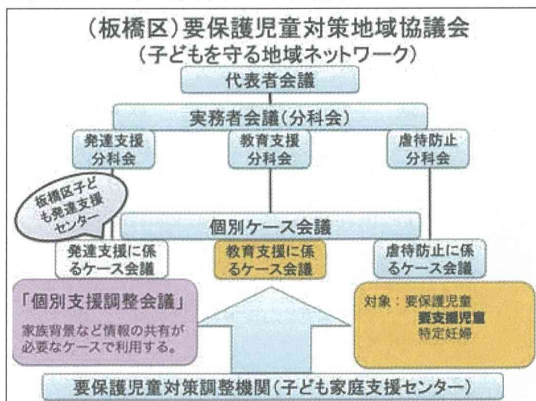 (板橋区)要保護児童対策地域協議会
(子どもを守る地域ネットワーク)
代表者会議
実務者会議(分科会)
発達支援
分科会
教育支援
分科会
虐待防止
分科会
板橋区子ど
も発達支援
センター
個別ケース会議
発達支援に係
るケース会議
教育支援に係
るケース会議
虐待防止に係
るケース会議
「個別支援調整会議」
家族背景など情報の共有が
必要なケースで利用する。
対象:要保護児童
要支援児童
特定妊婦
要保護児童対策調整機関(子ども家庭支援センター)